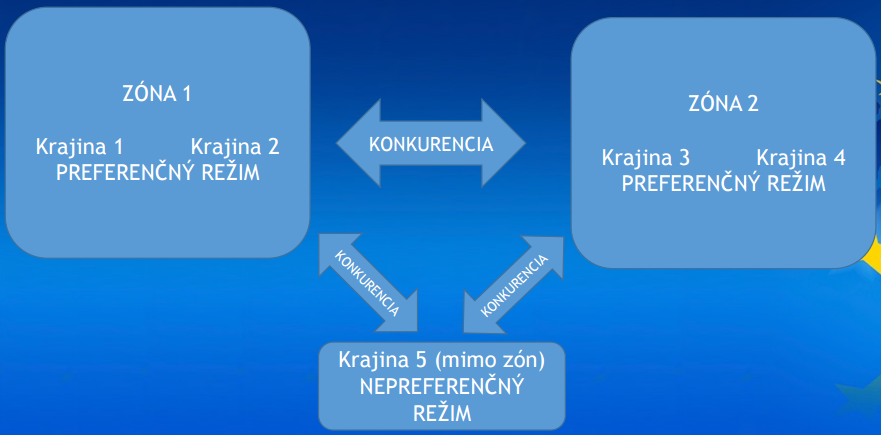 ZÓNA 1
Krajina 1 Krajina 2
PREFERENČNÝ REŽIM
KONKURENCIA
ZÓNA 2
Krajina 3 Krajina 4
PREFERENČNÝ REŽIM
KONKURENCIA
KONKURENCIA
Krajina 5 (mimo zón)
NEPREFERENČNÝ
REŽIM